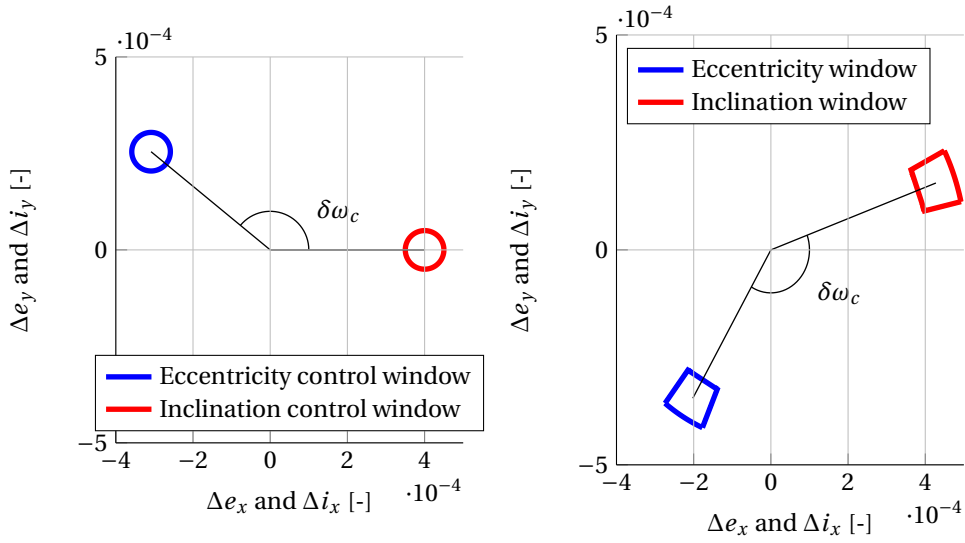 ·10⁻⁴
5
0
−5
−4
−2
0
2
4
·10⁻⁴
Δe_y and Δi_y [-]
Δe_x and Δi_x [-]
δω_c
Eccentricity control window
Inclination control window
·10⁻⁴
5
0
−5
−4
−2
0
2
4
·10⁻⁴
Δe_y and Δi_y [-]
Δe_x and Δi_x [-]
Eccentricity window
Inclination window
δω_c